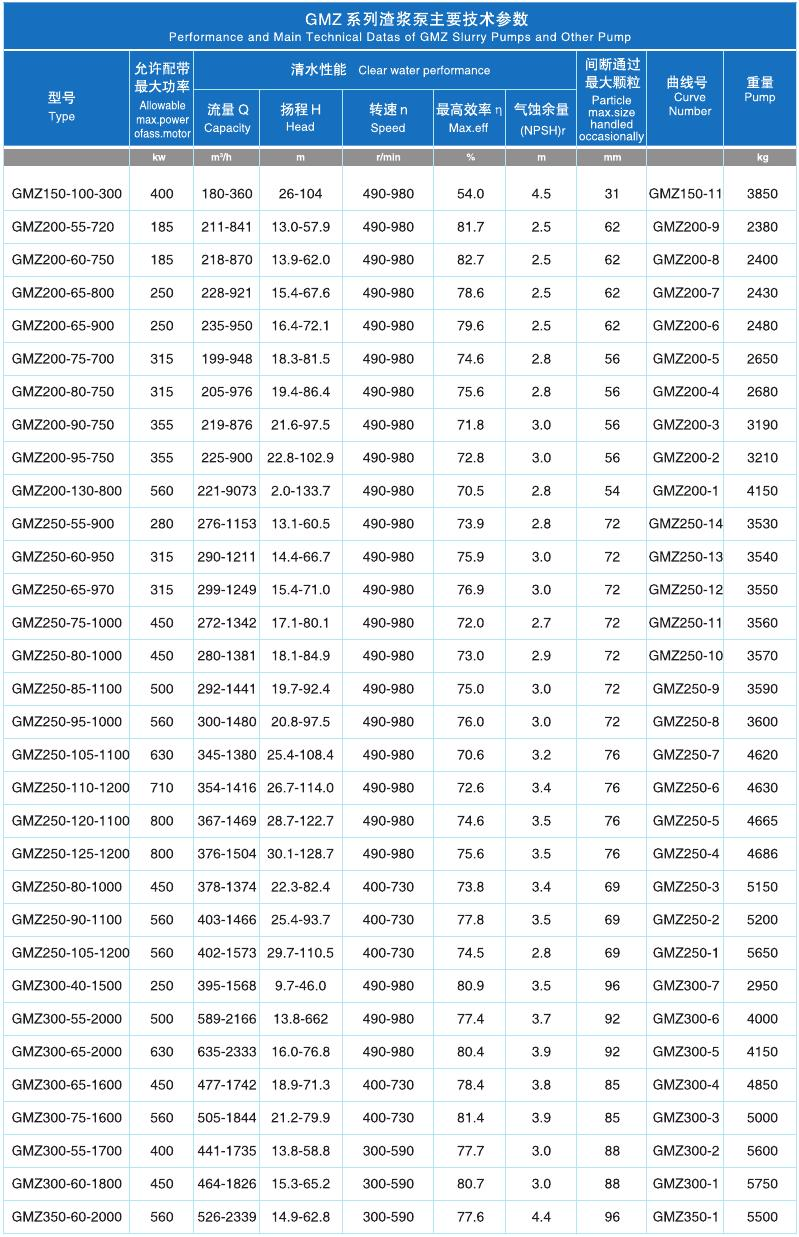 GMZ 系列渣浆泵主要技术参数
Performance and Main Technical Datas of GMZ Slurry Pumps and Other Pump
型号
Type
允许配带
最大功率
Allowable
max.power
ofass.motor
清水性能 Clear water performance
流量 Q
Capacity
扬程 H
Head
转速 n
Speed
最高效率 η
Max.eff
气蚀余量
(NPSH)r
间断通过
最大颗粒
Particle
max.size
handled
occasionally
曲线号
Curve
Number
重量
Pump
kw m³/h m r/min % m mm kg
GMZ150-100-300 400 180-360 26-104 490-980 54.0 4.5 31 GMZ150-11 3850
GMZ200-55-720 185 211-841 13.0-57.9 490-980 81.7 2.5 62 GMZ200-9 2380
GMZ200-60-750 185 218-870 13.9-62.0 490-980 82.7 2.5 62 GMZ200-8 2400
GMZ200-65-800 250 228-921 15.4-67.6 490-980 78.6 2.5 62 GMZ200-7 2430
GMZ200-65-900 250 235-950 16.4-72.1 490-980 79.6 2.5 62 GMZ200-6 2480
GMZ200-75-700 315 199-948 18.3-81.5 490-980 74.6 2.8 56 GMZ200-5 2650
GMZ200-80-750 315 205-976 19.4-86.4 490-980 75.6 2.8 56 GMZ200-4 2680
GMZ200-90-750 355 219-876 21.6-97.5 490-980 71.8 3.0 56 GMZ200-3 3190
GMZ200-95-750 355 225-900 22.8-102.9 490-980 72.8 3.0 56 GMZ200-2 3210
GMZ200-130-800 560 221-9073 2.0-133.7 490-980 70.5 2.8 54 GMZ200-1 4150
GMZ250-55-900 280 276-1153 13.1-60.5 490-980 73.9 2.8 72 GMZ250-14 3530
GMZ250-60-950 315 290-1211 14.4-66.7 490-980 75.9 3.0 72 GMZ250-13 3540
GMZ250-65-970 315 299-1249 15.4-71.0 490-980 76.9 3.0 72 GMZ250-12 3550
GMZ250-75-1000 450 272-1342 17.1-80.1 490-980 72.0 2.7 72 GMZ250-11 3560
GMZ250-80-1000 450 280-1381 18.1-84.9 490-980 73.0 2.9 72 GMZ250-10 3570
GMZ250-85-1100 500 292-1441 19.7-92.4 490-980 75.0 3.0 72 GMZ250-9 3590
GMZ250-95-1000 560 300-1480 20.8-97.5 490-980 76.0 3.0 72 GMZ250-8 3600
GMZ250-105-1100 630 345-1380 25.4-108.4 490-980 70.6 3.2 76 GMZ250-7 4620
GMZ250-110-1200 710 354-1416 26.7-114.0 490-980 72.6 3.4 76 GMZ250-6 4630
GMZ250-120-1100 800 367-1469 28.7-122.7 490-980 74.6 3.5 76 GMZ250-5 4665
GMZ250-125-1200 800 376-1504 30.1-128.7 490-980 75.6 3.5 76 GMZ250-4 4686
GMZ250-80-1000 450 378-1374 22.3-82.4 400-730 73.8 3.4 69 GMZ250-3 5150
GMZ250-90-1100 560 403-1466 25.4-93.7 400-730 77.8 3.5 69 GMZ250-2 5200
GMZ250-105-1200 560 402-1573 29.7-110.5 400-730 74.5 2.8 69 GMZ250-1 5650
GMZ300-40-1500 250 395-1568 9.7-46.0 490-980 80.9 3.5 96 GMZ300-7 2950
GMZ300-55-2000 500 589-2166 13.8-662 490-980 77.4 3.7 92 GMZ300-6 4000
GMZ300-65-2000 630 635-2333 16.0-76.8 490-980 80.4 3.9 92 GMZ300-5 4150
GMZ300-65-1600 450 477-1742 18.9-71.3 400-730 78.4 3.8 85 GMZ300-4 4850
GMZ300-75-1600 560 505-1844 21.2-79.9 400-730 81.4 3.9 85 GMZ300-3 5000
GMZ300-55-1700 400 441-1735 13.8-58.8 300-590 77.7 3.0 88 GMZ300-2 5600
GMZ300-60-1800 450 464-1826 15.3-65.2 300-590 80.7 3.0 88 GMZ300-1 5750
GMZ350-60-2000 560 526-2339 14.9-62.8 300-590 77.6 4.4 96 GMZ350-1 5500